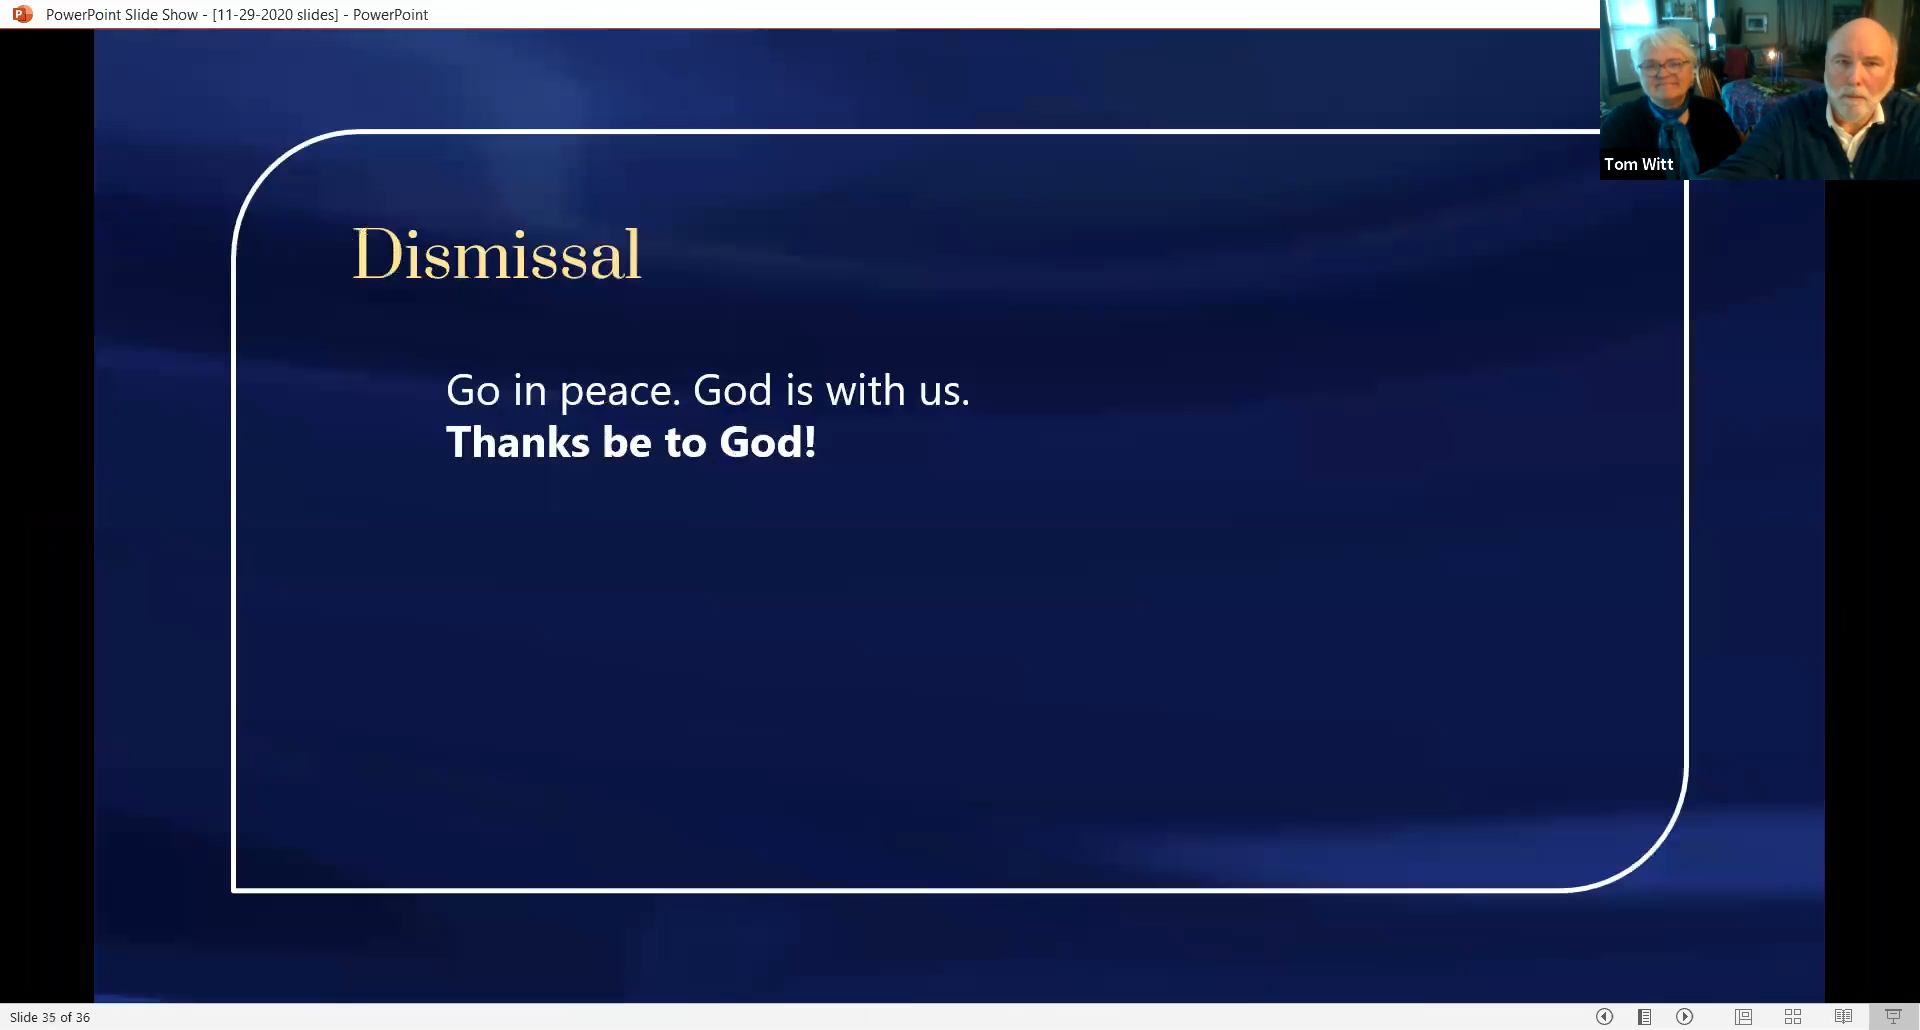 PowerPoint Slide Show - [11-29-2020 slides] - PowerPoint
Tom Witt
Dismissal
Go in peace. God is with us.
Thanks be to God!
Slide 35 of 36